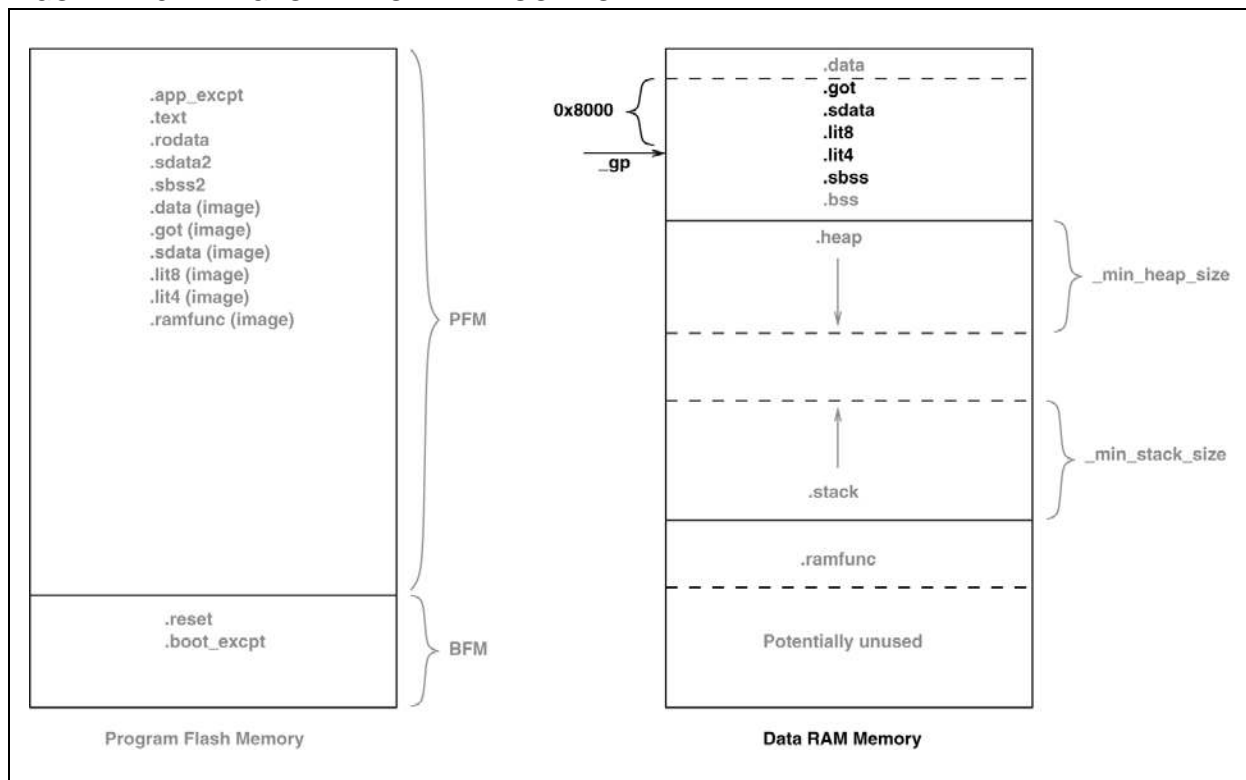 .app_excpt
.text
.rodata
.sdata2
.sbss2
.data (image)
.got (image)
.sdata (image)
.lit8 (image)
.lit4 (image)
.ramfunc (image)
PFM
.reset
.boot_excpt
BFM
Program Flash Memory
.data
0x8000
.got
.sdata
.lit8
.lit4
_gp
.sbss
.bss
.heap
_min_heap_size
_min_stack_size
.stack
.ramfunc
Potentially unused
Data RAM Memory